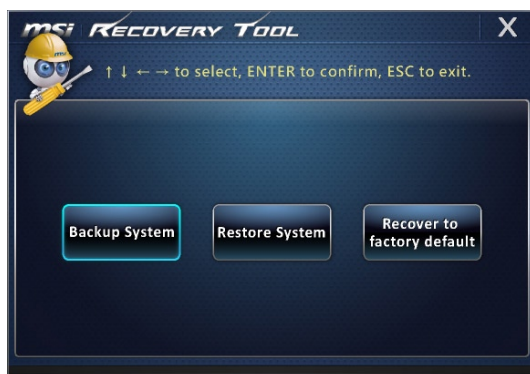 msi RECOVERY TOOL X
↑ ↓ ← → to select, ENTER to confirm, ESC to exit.
Backup System
Restore System
Recover to
factory default